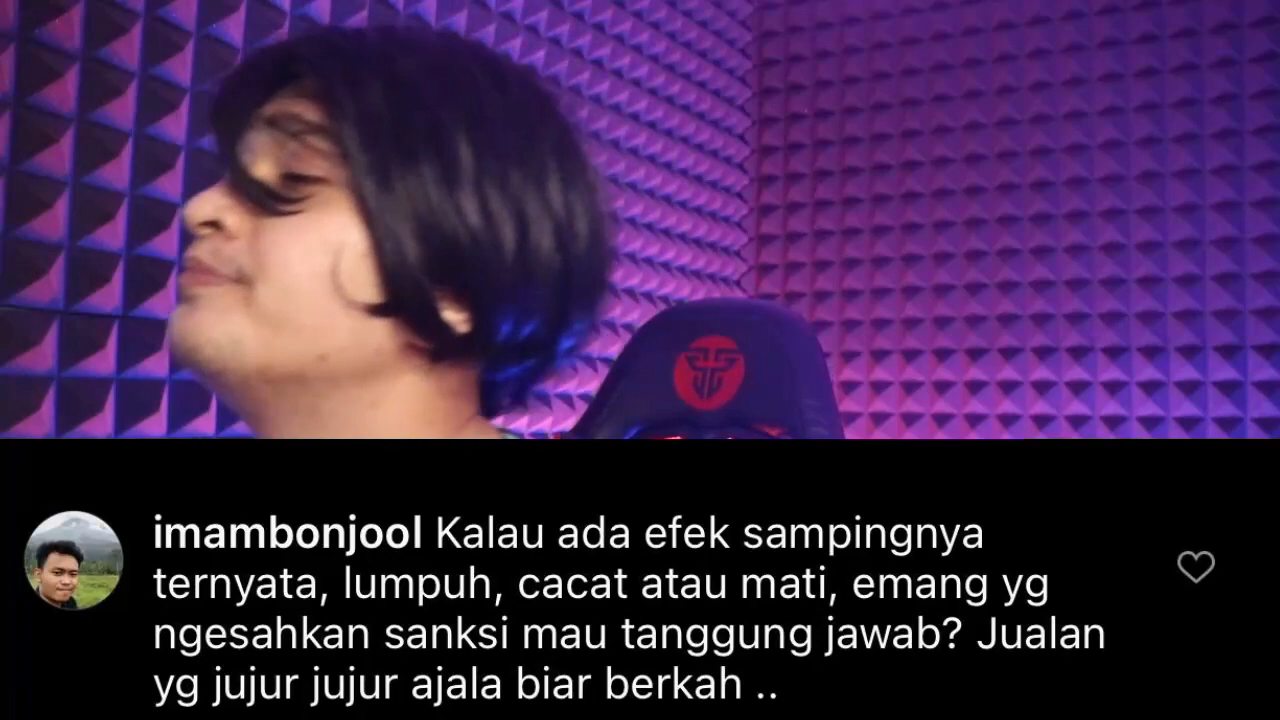 imambonjool Kalau ada efek sampingnya
ternyata, lumpuh, cacat atau mati, emang yg
ngesahkan sanksi mau tanggung jawab? Jualan
yg jujur jujur ajala biar berkah ..